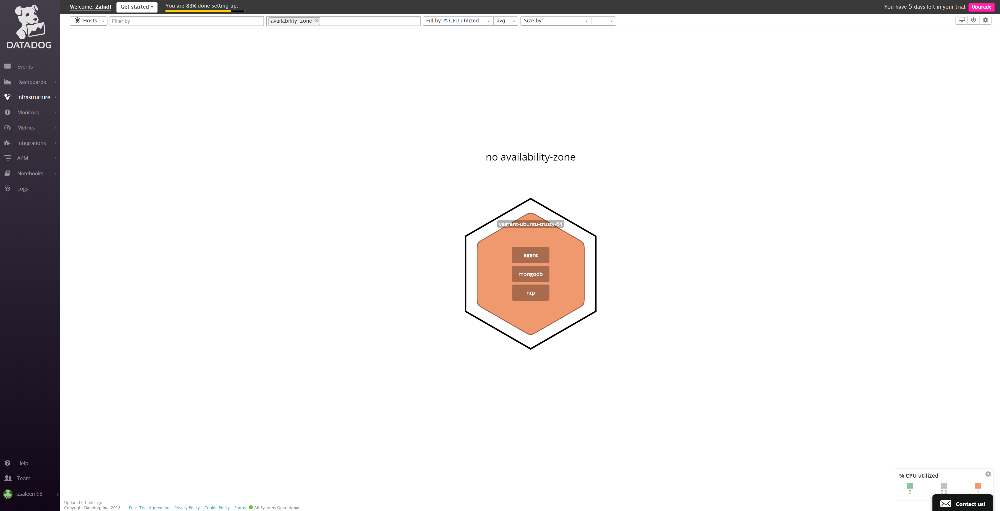 DATADOG
Events
Dashboards
Infrastructure
Monitors
Metrics
Integrations
APM
Notebooks
Logs
Help
Team
zsaleem98
Welcome, Zahid!
Get started
You are 83% done setting up.
You have 5 days left in your trial.
Upgrade
Hosts
Filter by
availability-zone ×
Fill by: % CPU utilized
avg
Size by:
--
no availability-zone
vagrant-ubuntu-trusty-64
agent
mongodb
ntp
% CPU utilized
0
0.5
1
Contact us!
Updated < 1 min ago
Copyright Datadog, Inc. 2018 - - Free-Trial Agreement - Privacy Policy - Cookie Policy - Status All Systems Operational